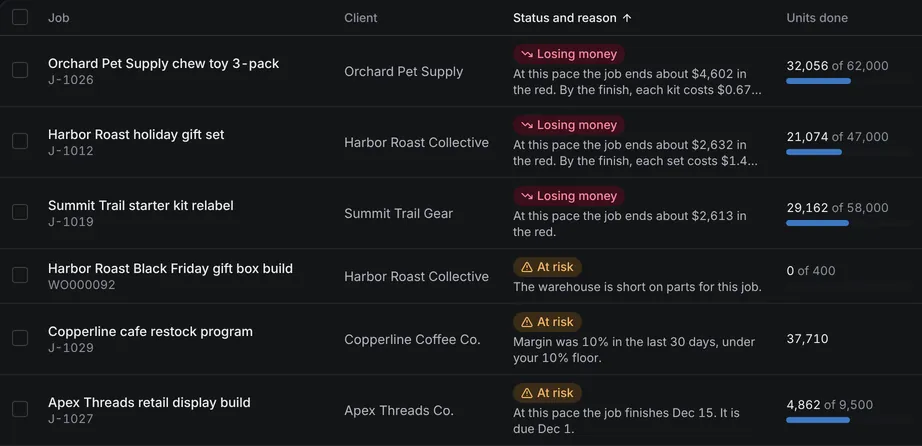 Job
Client
Status and reason ↑
Units done
Orchard Pet Supply chew toy 3-pack
J-1026
Orchard Pet Supply
Losing money
At this pace the job ends about $4,602 in
the red. By the finish, each kit costs $0.67...
32,056 of 62,000
Harbor Roast holiday gift set
J-1012
Harbor Roast Collective
Losing money
At this pace the job ends about $2,632 in
the red. By the finish, each set costs $1.4...
21,074 of 47,000
Summit Trail starter kit relabel
J-1019
Summit Trail Gear
Losing money
At this pace the job ends about $2,613 in
the red.
29,162 of 58,000
Harbor Roast Black Friday gift box build
WO000092
Harbor Roast Collective
At risk
The warehouse is short on parts for this job.
0 of 400
Copperline cafe restock program
J-1029
Copperline Coffee Co.
At risk
Margin was 10% in the last 30 days, under
your 10% floor.
37,710
Apex Threads retail display build
J-1027
Apex Threads Co.
At risk
At this pace the job finishes Dec 15. It is
due Dec 1.
4,862 of 9,500